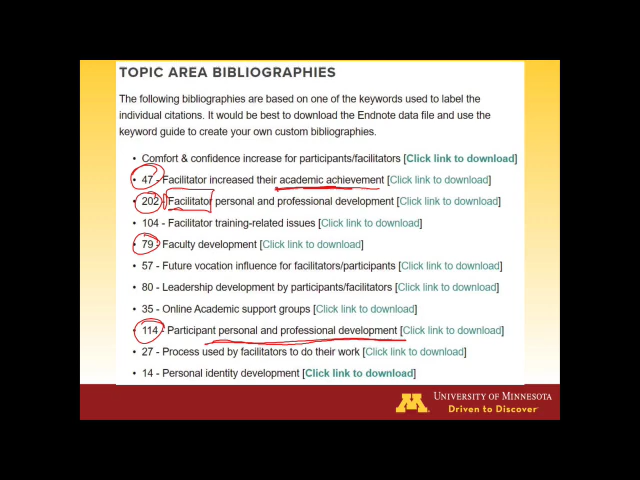 TOPIC AREA BIBLIOGRAPHIES
The following bibliographies are based on one of the keywords used to label the
individual citations. It would be best to download the Endnote data file and use the
keyword guide to create your own custom bibliographies.
• Comfort & confidence increase for participants/facilitators [Click link to download]
• 47 - Facilitator increased their academic achievement [Click link to download]
• 202 - Facilitator personal and professional development [Click link to download]
• 104 - Facilitator training-related issues [Click link to download]
• 79 - Faculty development [Click link to download]
• 57 - Future vocation influence for facilitators/participants [Click link to download]
• 80 - Leadership development by participants/facilitators [Click link to download]
• 35 - Online Academic support groups [Click link to download]
• 114 - Participant personal and professional development [Click link to download]
• 27 - Process used by facilitators to do their work [Click link to download]
• 14 - Personal identity development [Click link to download]
M UNIVERSITY OF MINNESOTA
Driven to Discover